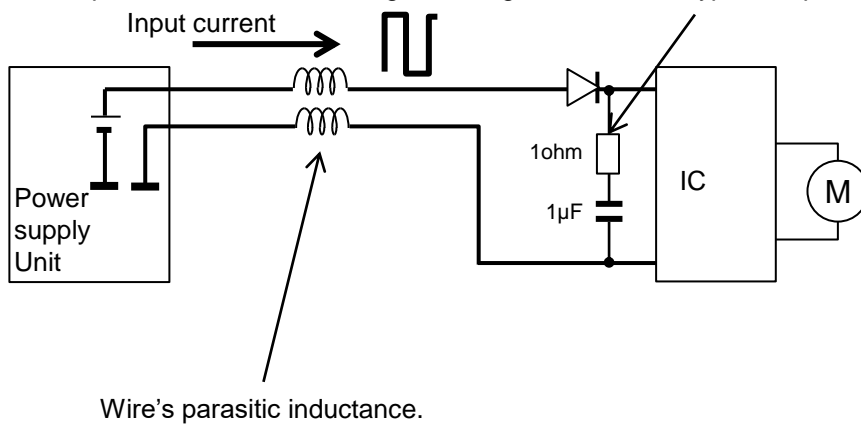 Input current
1ohm
IC
M
1µF
Power
supply
Unit
Wire's parasitic inductance.